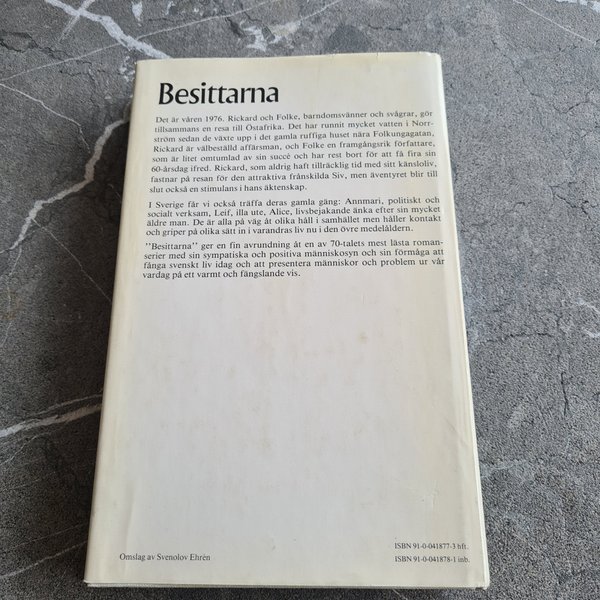 Besittarna
Det är våren 1976. Rickard och Folke, barndomsvänner och svågrar, gör
tillsammans en resa till Östafrika. Det har runnit mycket vatten i Norr-
ström sedan de växte upp i det gamla ruffiga huset nära Folkungagatan,
Rickard är välbeställd affärsman, och Folke en framgångsrik författare,
som är litet omtumlad av sin succé och har rest bort för att få fira sin
60-årsdag ifred. Rickard, som aldrig haft tillräcklig tid med sitt känsloliv,
fastnar på resan för den attraktiva frånskilda Siv, men äventyret blir till
slut också en stimulans i hans äktenskap.
I Sverige får vi också träffa deras gamla gäng: Annmari, politiskt och
socialt verksam, Leif, illa ute, Alice, livsbejakande änka efter sin mycket
äldre man. De är alla på väg åt olika håll i samhället men håller kontakt
och griper på olika sätt in i varandras liv nu i den övre medelåldern.
"Besittarna" ger en fin avrundning åt en av 70-talets mest lästa roman-
serier med sin sympatiska och positiva människosyn och sin förmåga att
fånga svenskt liv idag och att presentera människor och problem ur vår
vardag på ett varmt och fängslande vis.
ISBN 91-0-041877-3 hft.
Omslag av Svenolov Ehrén
ISBN 91-0-041878-1 inb.